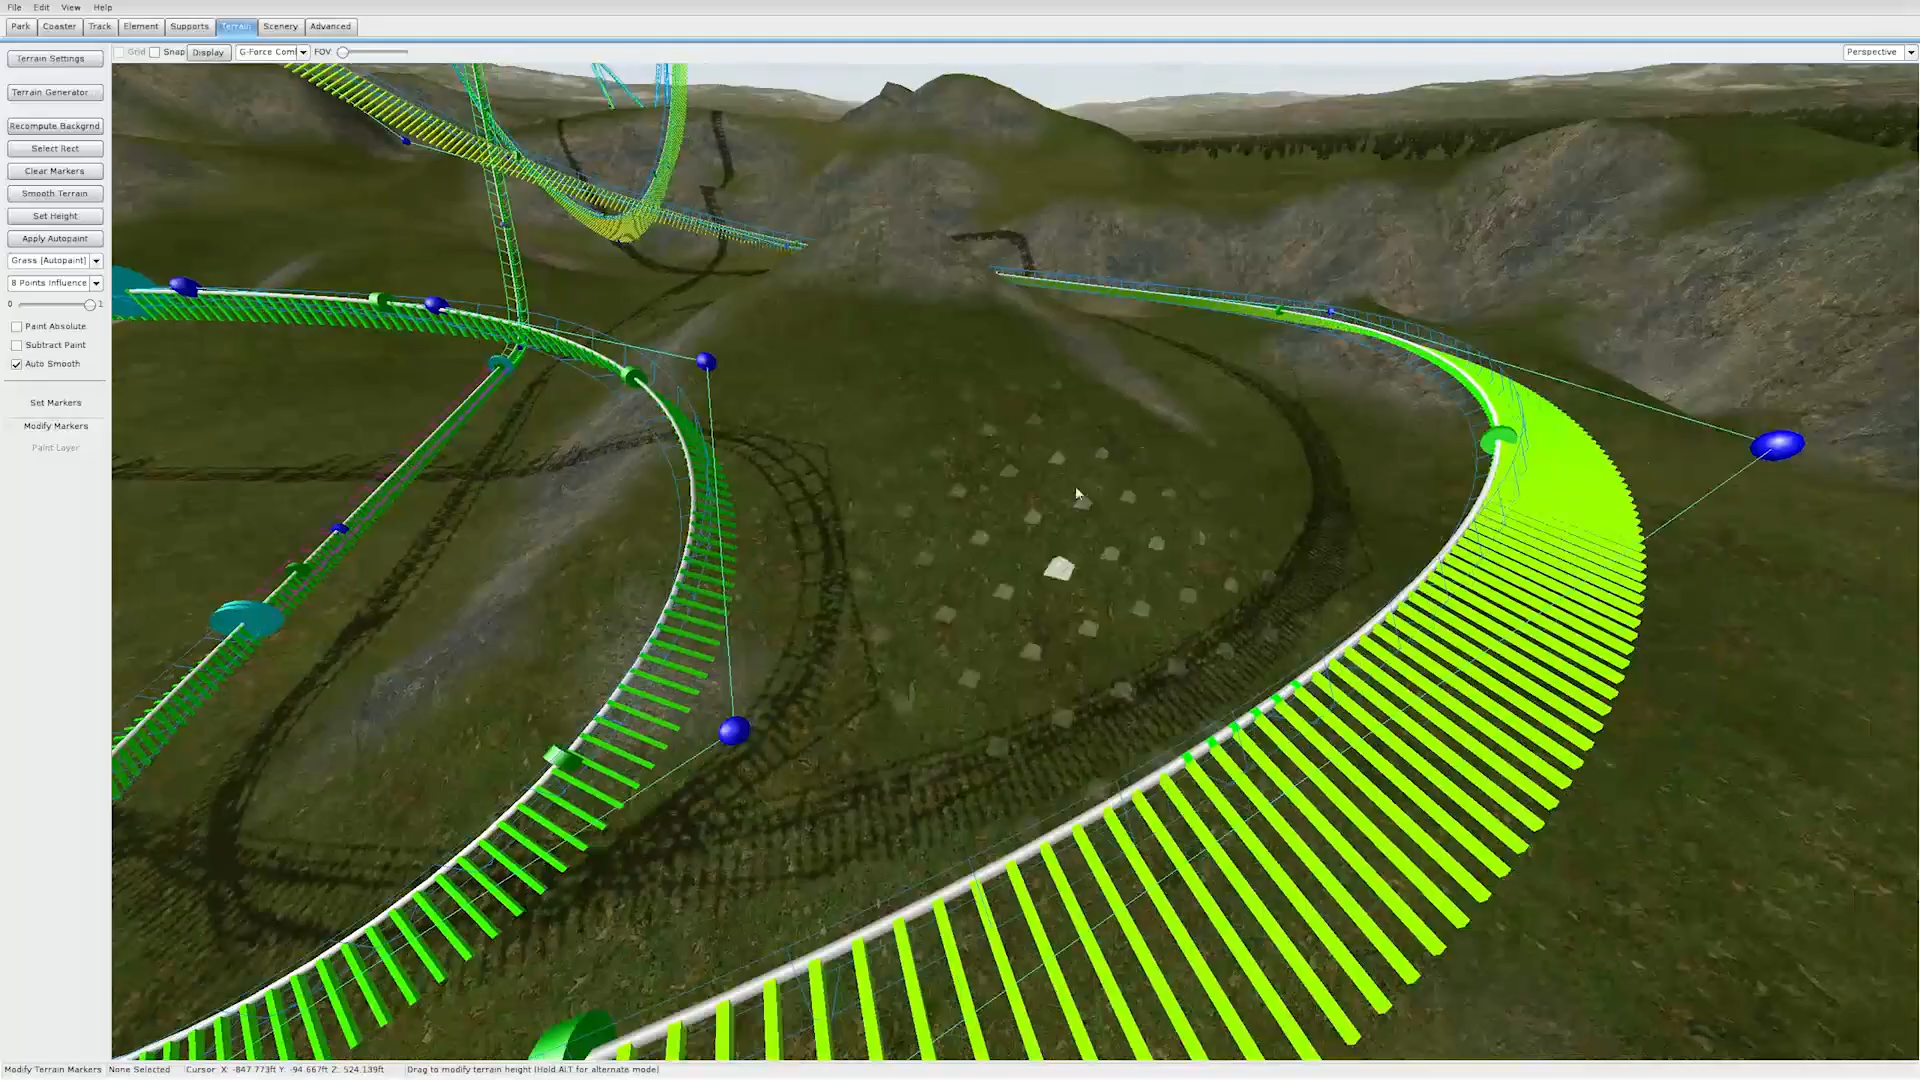 File Edit View Help
Park Coaster Track Element Supports Terrain Scenery Advanced
Grid Snap Display G-Force Coml FOV: Perspective
Terrain Settings
Terrain Generator
Recompute Backgrnd
Select Rect
Clear Markers
Smooth Terrain
Set Height
Apply Autopaint
Grass [Autopaint]
8 Points Influence
0 1
Paint Absolute
Subtract Paint
Auto Smooth
Set Markers
Modify Markers
Paint Layer
Modify Terrain Markers None Selected Cursor X: -847.773ft Y: -94.667ft Z: 524.139ft Drag to modify terrain height (Hold ALT for alternate mode)